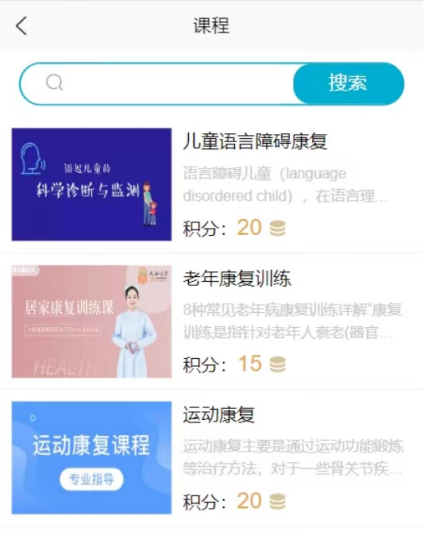 课程
搜索
语迟儿童的
科学诊断与监测
儿童语言障碍康复
语言障碍儿童（language
disordered child），在语言理...
积分：20
居家康复训练课
HEALTH
老年康复训练
8种常见老年病康复训练详解"康复
训练是指针对老年人衰老(器官...
积分：15
运动康复课程
专业指导
运动康复
运动康复主要是通过运动功能锻炼
等治疗方法，对于一些骨关节疾...
积分：20